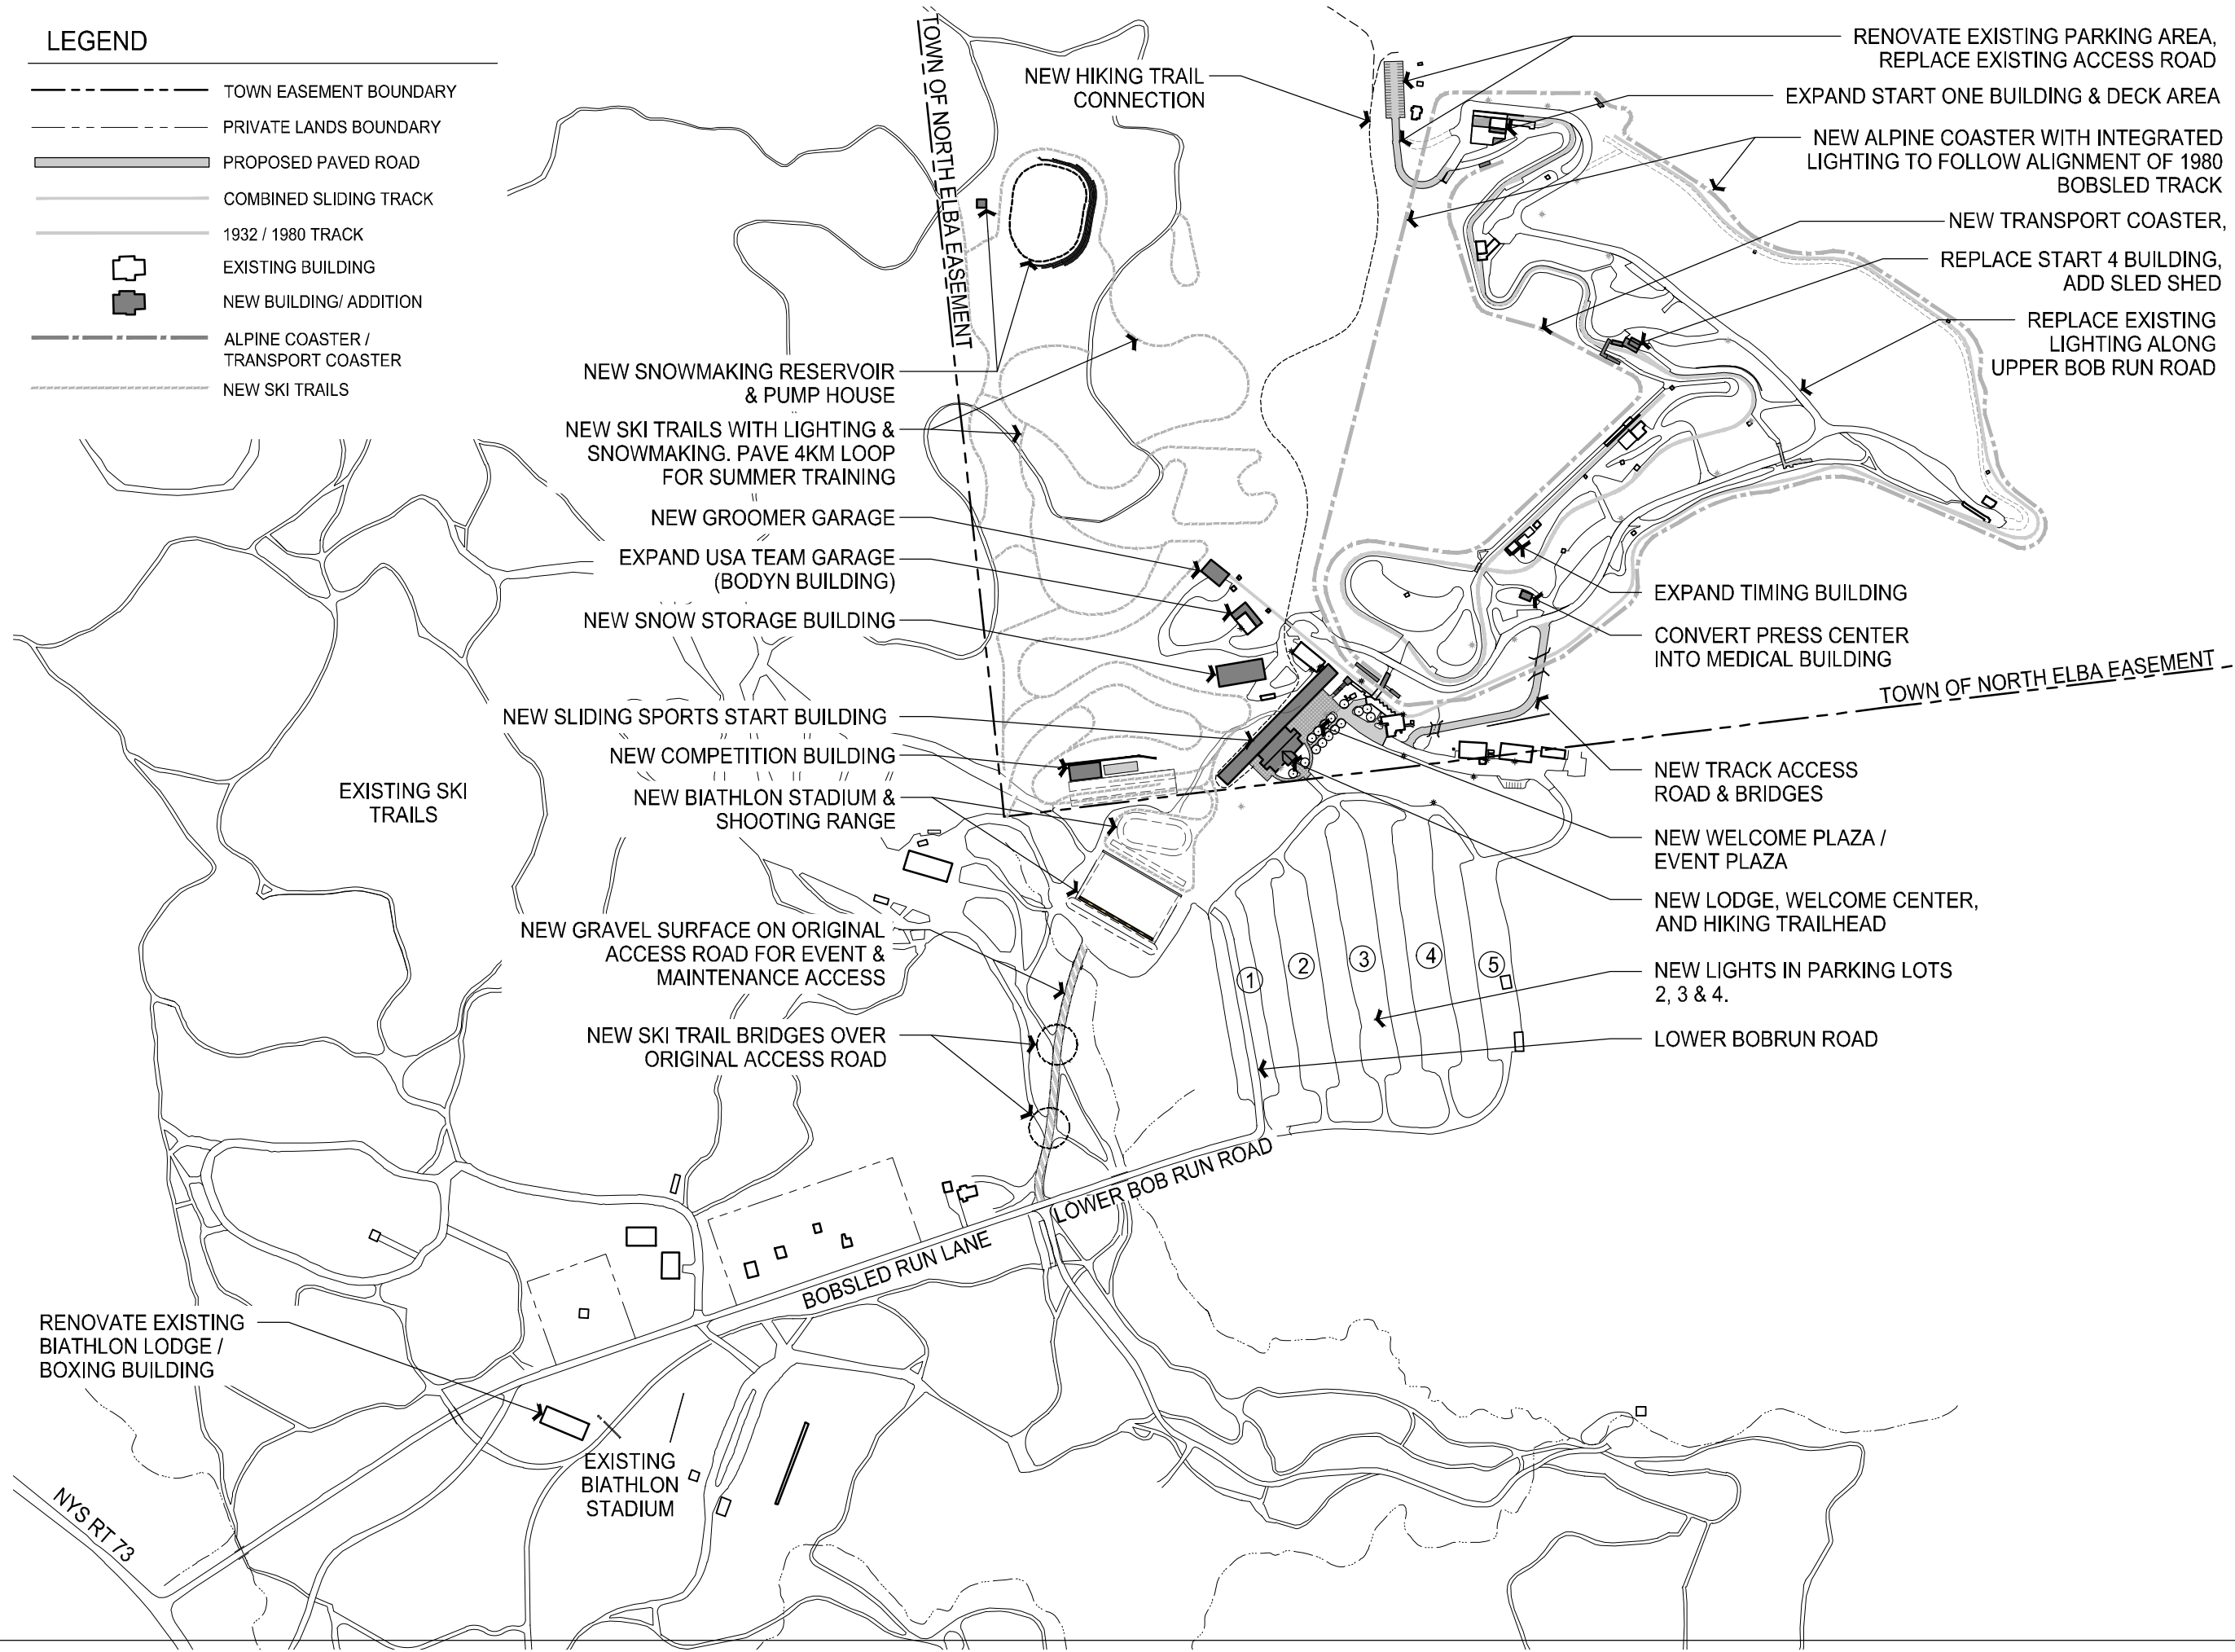 LEGEND
TOWN EASEMENT BOUNDARY
PRIVATE LANDS BOUNDARY
PROPOSED PAVED ROAD
COMBINED SLIDING TRACK
1932 / 1980 TRACK
EXISTING BUILDING
NEW BUILDING/ ADDITION
ALPINE COASTER /
TRANSPORT COASTER
NEW SKI TRAILS
TOWN OF NORTH ELBA EASEMENT
NEW HIKING TRAIL
CONNECTION
RENOVATE EXISTING PARKING AREA,
REPLACE EXISTING ACCESS ROAD
EXPAND START ONE BUILDING & DECK AREA
NEW ALPINE COASTER WITH INTEGRATED
LIGHTING TO FOLLOW ALIGNMENT OF 1980
BOBSLED TRACK
NEW TRANSPORT COASTER,
REPLACE START 4 BUILDING,
ADD SLED SHED
REPLACE EXISTING
LIGHTING ALONG
UPPER BOB RUN ROAD
NEW SNOWMAKING RESERVOIR
& PUMP HOUSE
NEW SKI TRAILS WITH LIGHTING &
SNOWMAKING. PAVE 4KM LOOP
FOR SUMMER TRAINING
NEW GROOMER GARAGE
EXPAND USA TEAM GARAGE
(BODYN BUILDING)
NEW SNOW STORAGE BUILDING
NEW SLIDING SPORTS START BUILDING
NEW COMPETITION BUILDING
NEW BIATHLON STADIUM &
SHOOTING RANGE
NEW GRAVEL SURFACE ON ORIGINAL
ACCESS ROAD FOR EVENT &
MAINTENANCE ACCESS
NEW SKI TRAIL BRIDGES OVER
ORIGINAL ACCESS ROAD
EXPAND TIMING BUILDING
CONVERT PRESS CENTER
INTO MEDICAL BUILDING
TOWN OF NORTH ELBA EASEMENT
NEW TRACK ACCESS
ROAD & BRIDGES
NEW WELCOME PLAZA /
EVENT PLAZA
NEW LODGE, WELCOME CENTER,
AND HIKING TRAILHEAD
NEW LIGHTS IN PARKING LOTS
2, 3 & 4.
LOWER BOBRUN ROAD
1
2
3
4
5
EXISTING SKI
TRAILS
LOWER BOB RUN ROAD
BOBSLED RUN LANE
RENOVATE EXISTING
BIATHLON LODGE /
BOXING BUILDING
EXISTING
BIATHLON
STADIUM
NYS RT 73